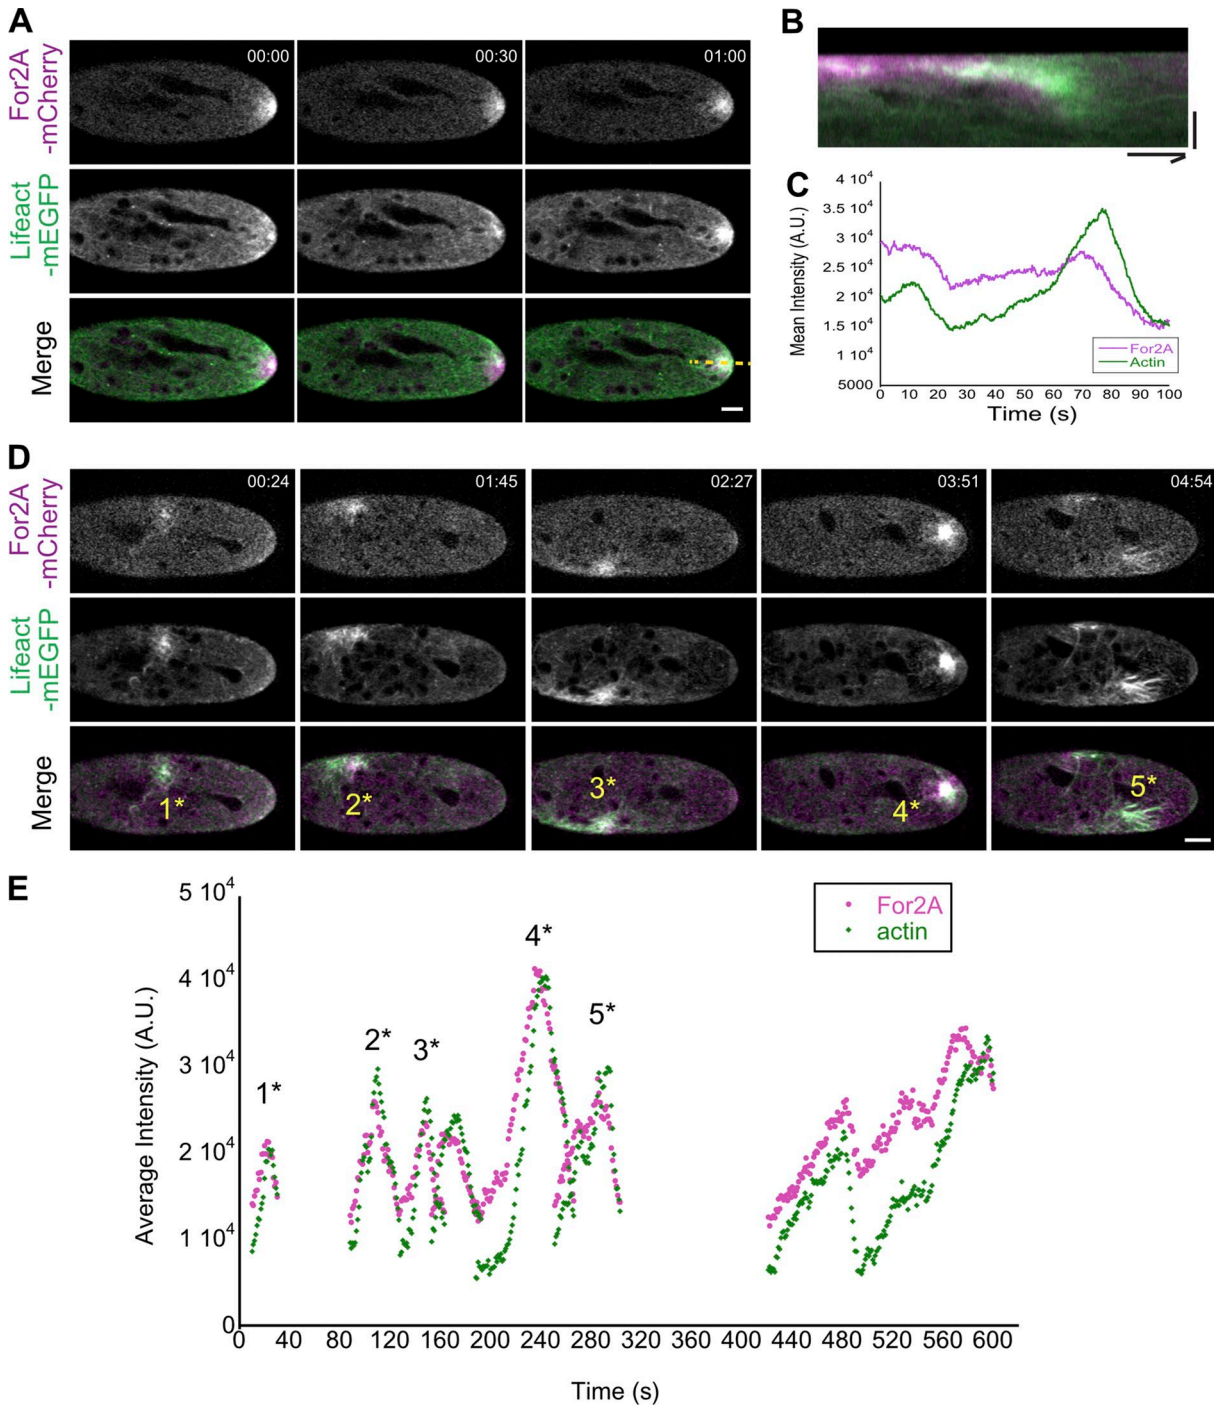 A
For2A
-mCherry
00:00
00:30
01:00
Lifeact
-mEGFP
Merge
B
C
4 10⁴
3.5 10⁴
3 10⁴
2.5 10⁴
2 10⁴
1.5 10⁴
1 10⁴
5000
Mean Intensity (A.U.)
For2A
Actin
0 10 20 30 40 50 60 70 80 90 100
Time (s)
D
For2A
-mCherry
00:24
01:45
02:27
03:51
04:54
Lifeact
-mEGFP
Merge
1*
2*
3*
4*
5*
E
5 10⁴
4 10⁴
3 10⁴
2 10⁴
1 10⁴
0
Average Intensity (A.U.)
1*
2*
3*
4*
5*
For2A
actin
0 40 80 120 160 200 240 280 320 360 400 440 480 520 560 600
Time (s)